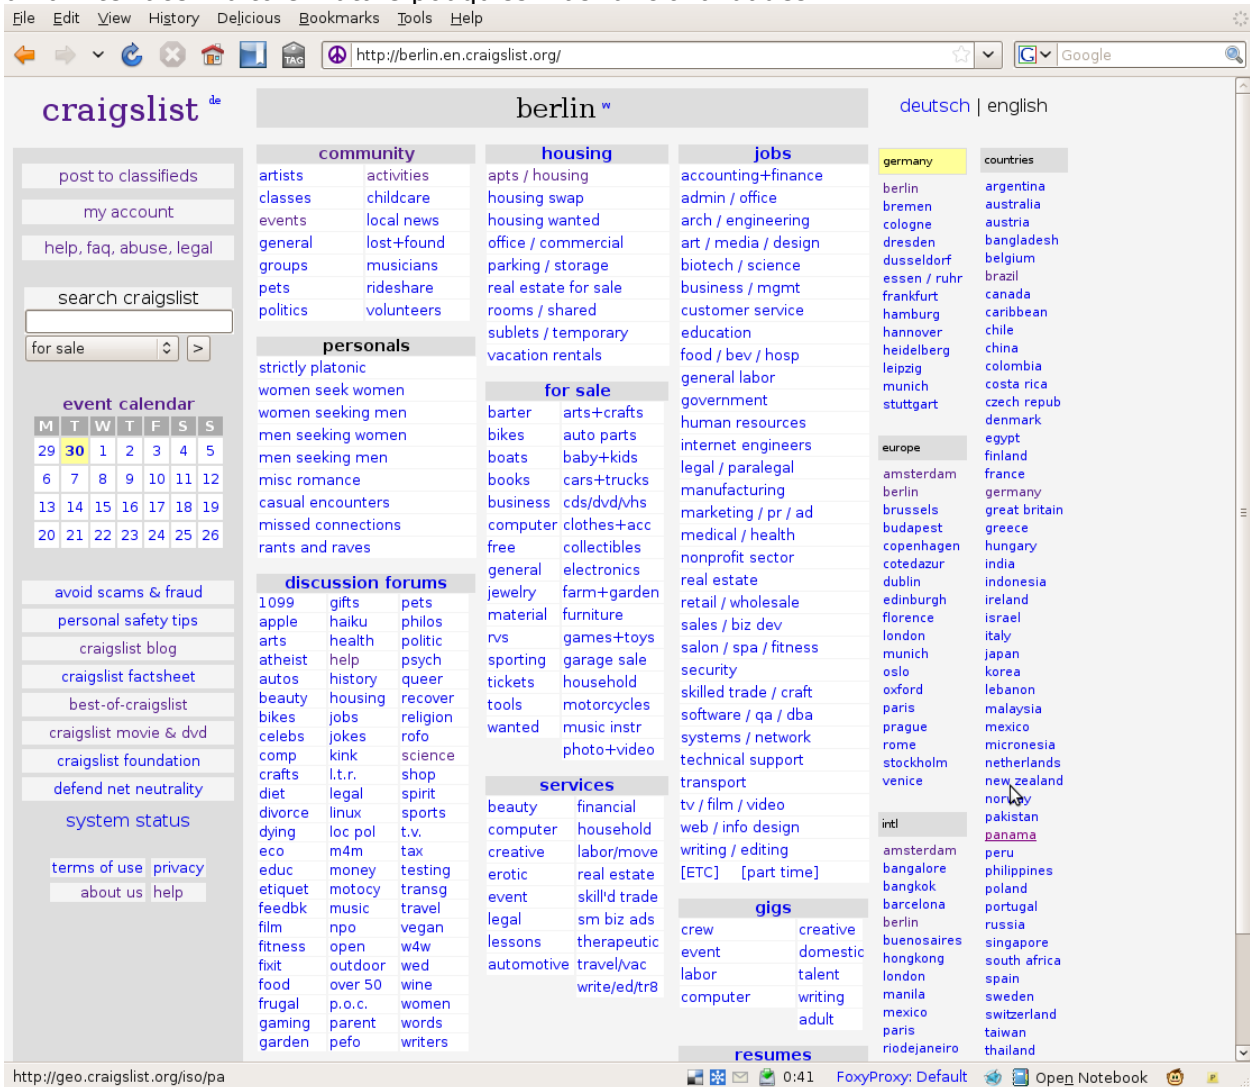 File Edit View History Delicious Bookmarks Tools Help
http://berlin.en.craigslist.org/
Google
craigslist de
post to classifieds
my account
help, faq, abuse, legal
search craigslist
for sale >
event calendar
M T W T F S S
29 30 1 2 3 4 5
6 7 8 9 10 11 12
13 14 15 16 17 18 19
20 21 22 23 24 25 26
avoid scams & fraud
personal safety tips
craigslist blog
craigslist factsheet
best-of-craigslist
craigslist movie & dvd
craigslist foundation
defend net neutrality
system status
terms of use privacy
about us help
berlin w
community
artists activities
classes childcare
events local news
general lost+found
groups musicians
pets rideshare
politics volunteers
personals
strictly platonic
women seek women
women seeking men
men seeking women
men seeking men
misc romance
casual encounters
missed connections
rants and raves
discussion forums
1099 gifts pets
apple haiku philos
arts health politic
atheist help psych
autos history queer
beauty housing recover
bikes jobs religion
celebs jokes rofo
comp kink science
crafts l.t.r. shop
diet legal spirit
divorce linux sports
dying loc pol t.v.
eco m4m tax
educ money testing
etiquet motocy transg
feedbk music travel
film npo vegan
fitness open w4w
fixit outdoor wed
food over 50 wine
frugal p.o.c. women
gaming parent words
garden pefo writers
housing
apts / housing
housing swap
housing wanted
office / commercial
parking / storage
real estate for sale
rooms / shared
sublets / temporary
vacation rentals
for sale
barter arts+crafts
bikes auto parts
boats baby+kids
books cars+trucks
business cds/dvd/vhs
computer clothes+acc
free collectibles
general electronics
jewelry farm+garden
material furniture
rvs games+toys
sporting garage sale
tickets household
tools motorcycles
wanted music instr
photo+video
services
beauty financial
computer household
creative labor/move
erotic real estate
event skill'd trade
legal sm biz ads
lessons therapeutic
automotive travel/vac
write/ed/tr8
jobs
accounting+finance
admin / office
arch / engineering
art / media / design
biotech / science
business / mgmt
customer service
education
food / bev / hosp
general labor
government
human resources
internet engineers
legal / paralegal
manufacturing
marketing / pr / ad
medical / health
nonprofit sector
real estate
retail / wholesale
sales / biz dev
salon / spa / fitness
security
skilled trade / craft
software / qa / dba
systems / network
technical support
transport
tv / film / video
web / info design
writing / editing
[ETC] [part time]
gigs
crew creative
event domestic
labor talent
computer writing
adult
resumes
deutsch | english
germany
berlin
bremen
cologne
dresden
dusseldorf
essen / ruhr
frankfurt
hamburg
hannover
heidelberg
leipzig
munich
stuttgart
europe
amsterdam
berlin
brussels
budapest
copenhagen
cotedazur
dublin
edinburgh
florence
london
munich
oslo
oxford
paris
prague
rome
stockholm
venice
intl
amsterdam
bangalore
bangkok
barcelona
berlin
buenosaires
hongkong
london
manila
mexico
paris
riodejaneiro
countries
argentina
australia
austria
bangladesh
belgium
brazil
canada
caribbean
chile
china
colombia
costa rica
czech repub
denmark
egypt
finland
france
germany
great britain
greece
hungary
india
indonesia
ireland
israel
italy
japan
korea
lebanon
malaysia
mexico
micronesia
netherlands
new zealand
norway
pakistan
panama
peru
philippines
poland
portugal
russia
singapore
south africa
spain
sweden
switzerland
taiwan
thailand
http://geo.craigslist.org/iso/pa
0:41 FoxyProxy: Default Open Notebook